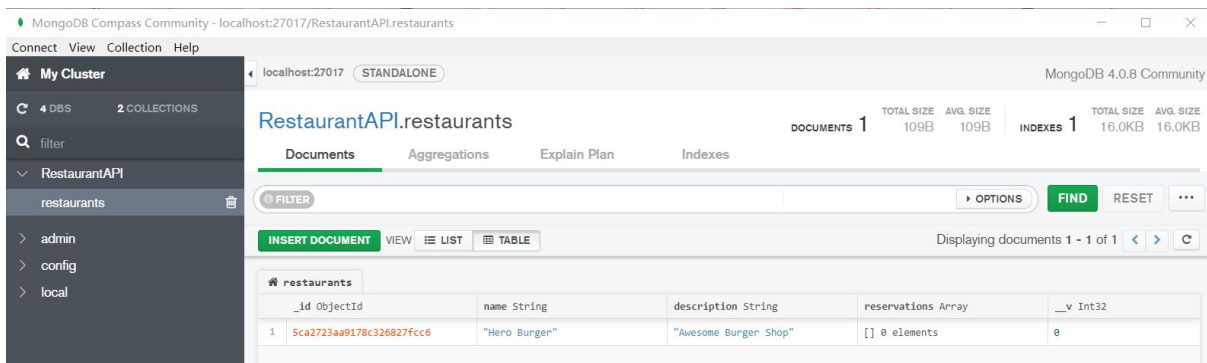 MongoDB Compass Community - localhost:27017/RestaurantAPI.restaurants
Connect View Collection Help
My Cluster
localhost:27017 STANDALONE
MongoDB 4.0.8 Community
4 DBS 2 COLLECTIONS
filter
RestaurantAPI
restaurants
admin
config
local
RestaurantAPI.restaurants
DOCUMENTS 1 TOTAL SIZE 109B AVG. SIZE 109B INDEXES 1 TOTAL SIZE 16.0KB AVG. SIZE 16.0KB
Documents Aggregations Explain Plan Indexes
FILTER OPTIONS FIND RESET ...
INSERT DOCUMENT VIEW LIST TABLE Displaying documents 1 - 1 of 1
restaurants
_id ObjectId name String description String reservations Array __v Int32
1 5ca2723aa9178c326827fcc6 "Hero Burger" "Awesome Burger Shop" [] 0 elements 0